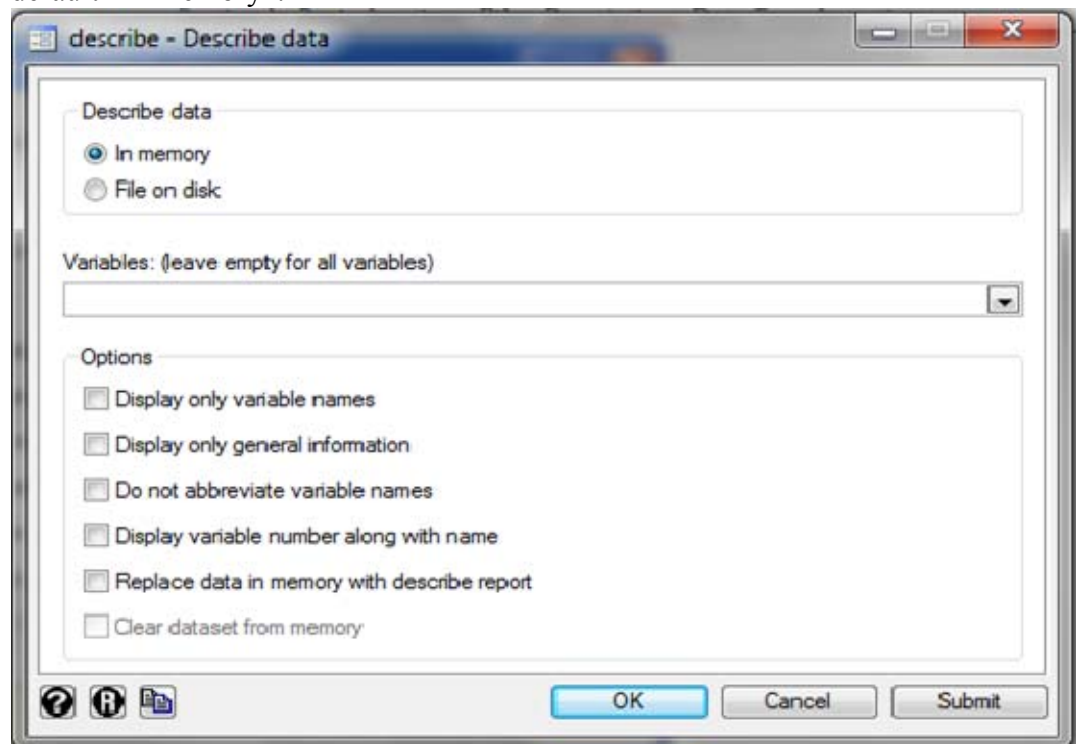 describe - Describe data
Describe data
In memory
File on disk
Variables: (leave empty for all variables)
Options
Display only variable names
Display only general information
Do not abbreviate variable names
Display variable number along with name
Replace data in memory with describe report
Clear dataset from memory
OK Cancel Submit